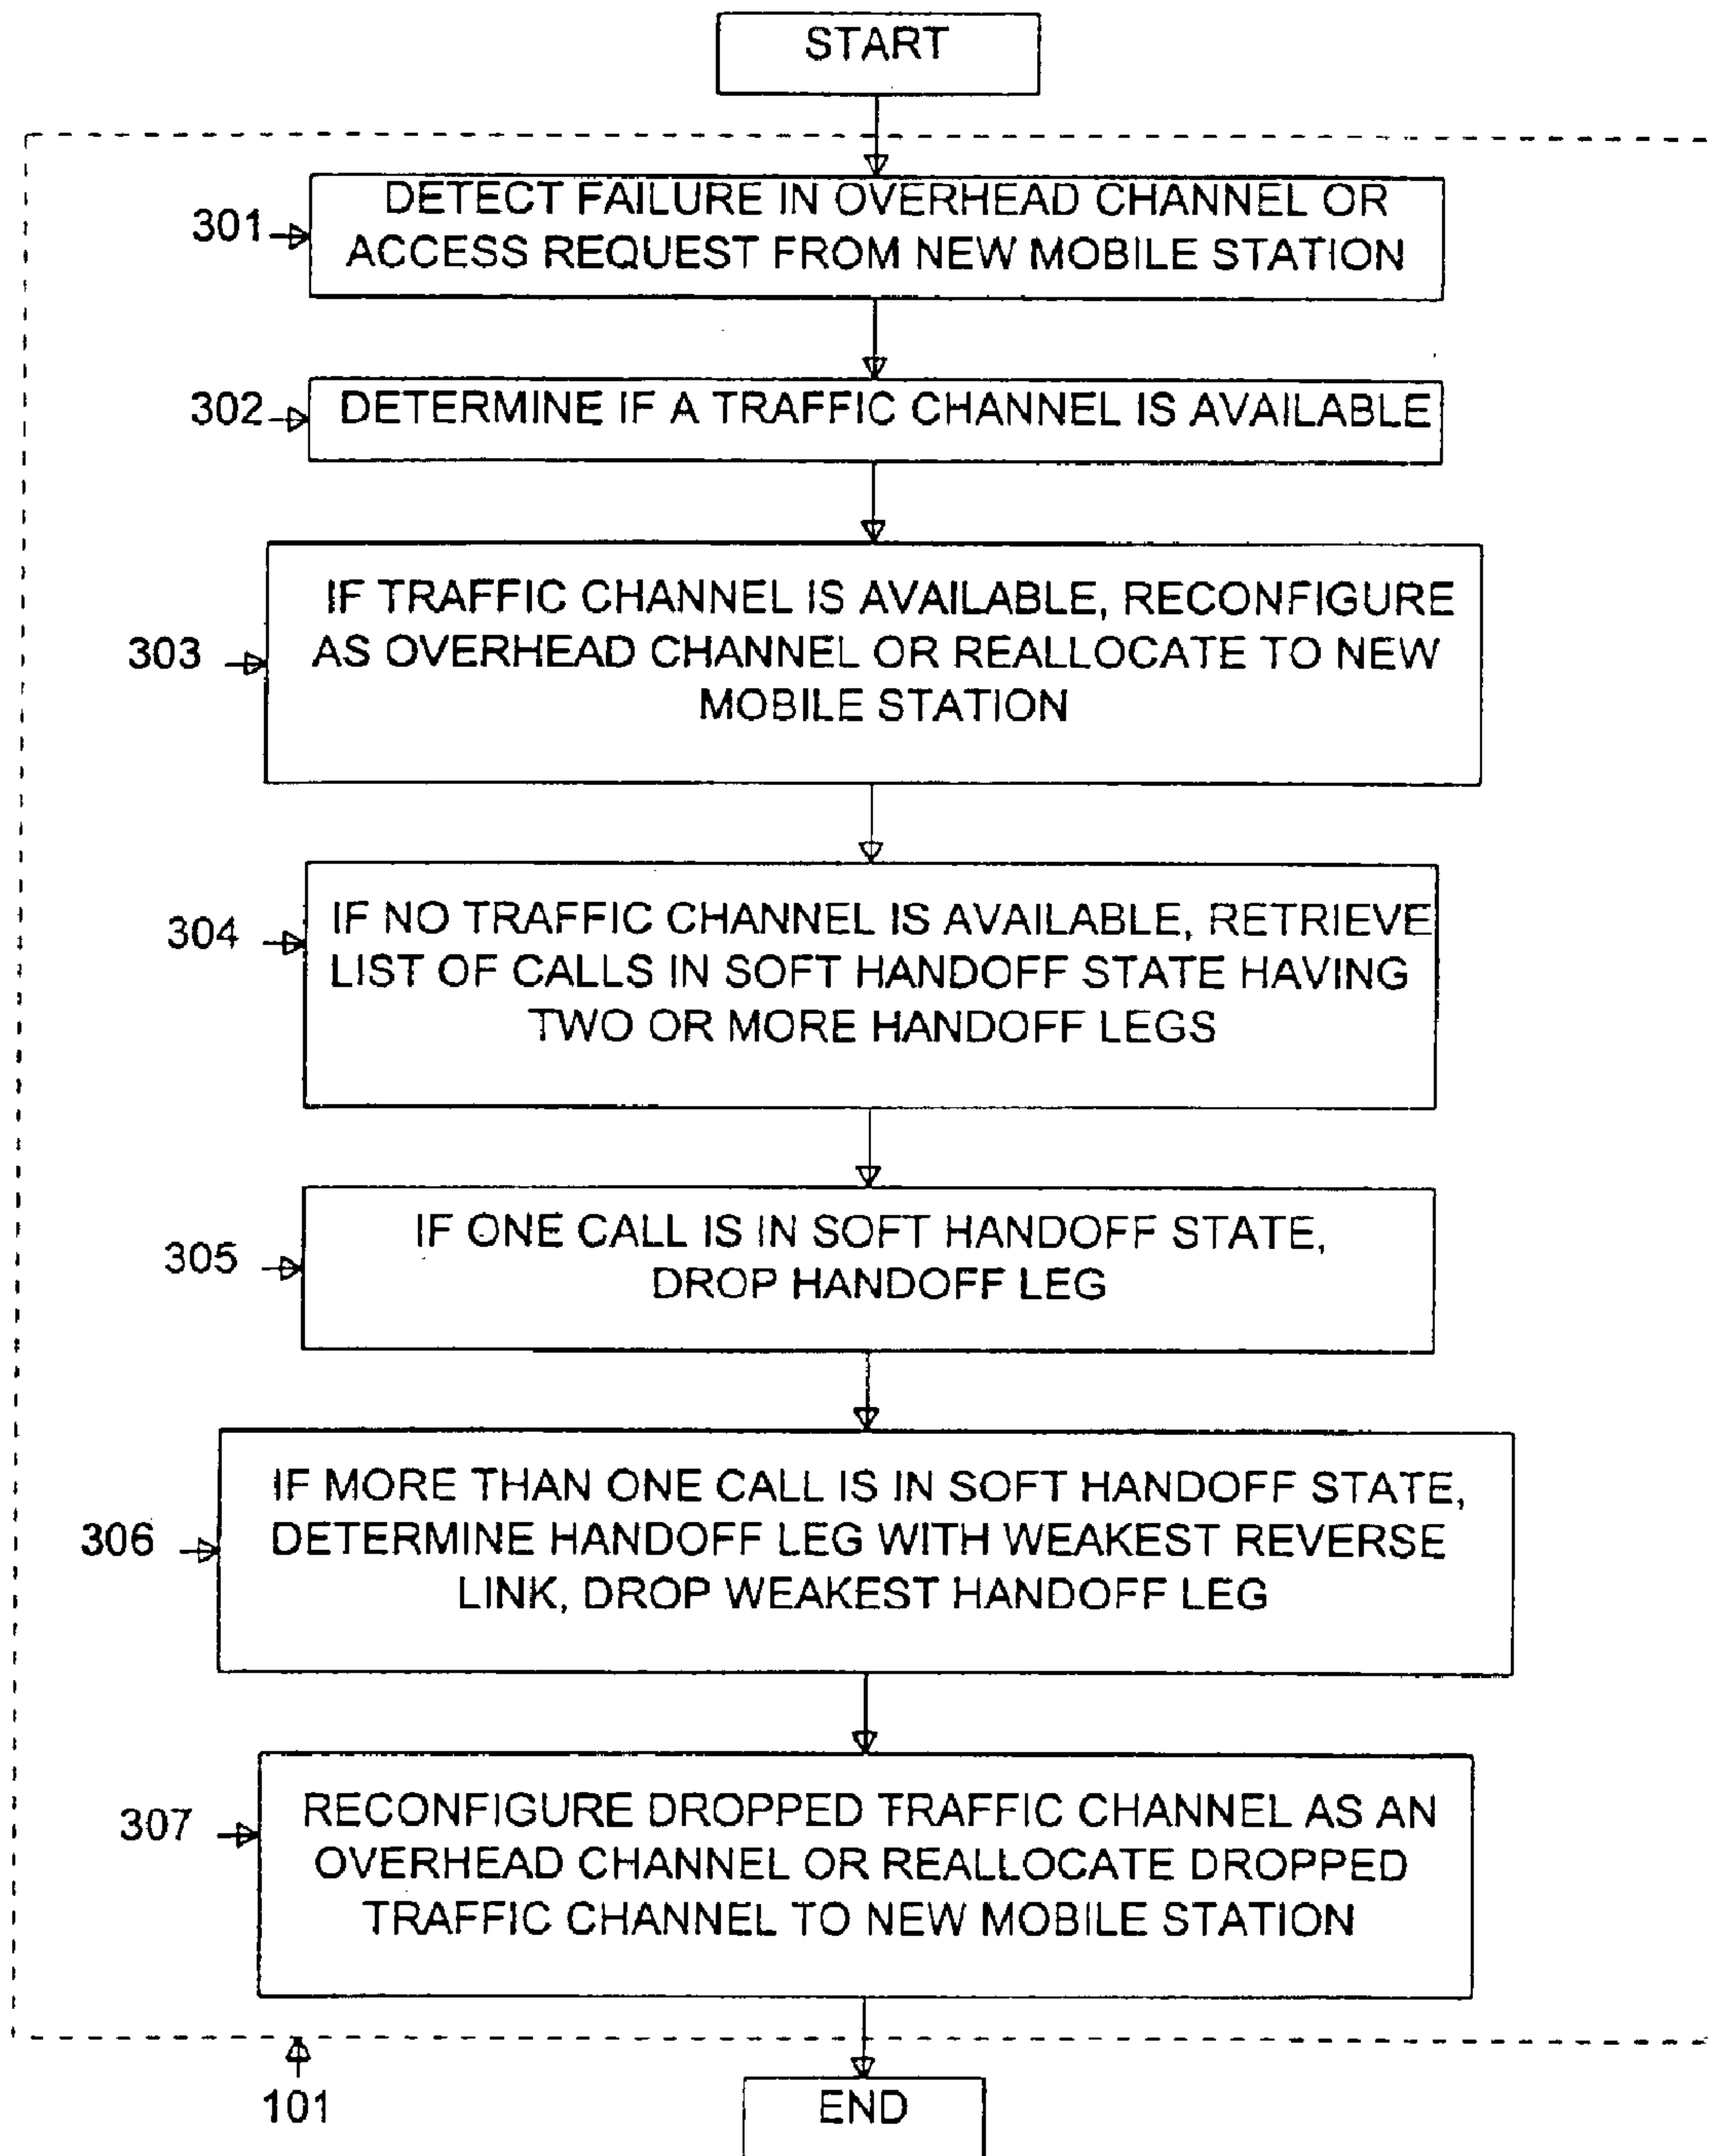 START
301
DETECT FAILURE IN OVERHEAD CHANNEL OR
ACCESS REQUEST FROM NEW MOBILE STATION
302
DETERMINE IF A TRAFFIC CHANNEL IS AVAILABLE
303
IF TRAFFIC CHANNEL IS AVAILABLE, RECONFIGURE
AS OVERHEAD CHANNEL OR REALLOCATE TO NEW
MOBILE STATION
304
IF NO TRAFFIC CHANNEL IS AVAILABLE, RETRIEVE
LIST OF CALLS IN SOFT HANDOFF STATE HAVING
TWO OR MORE HANDOFF LEGS
305
IF ONE CALL IS IN SOFT HANDOFF STATE,
DROP HANDOFF LEG
306
IF MORE THAN ONE CALL IS IN SOFT HANDOFF STATE,
DETERMINE HANDOFF LEG WITH WEAKEST REVERSE
LINK, DROP WEAKEST HANDOFF LEG
307
RECONFIGURE DROPPED TRAFFIC CHANNEL AS AN
OVERHEAD CHANNEL OR REALLOCATE DROPPED
TRAFFIC CHANNEL TO NEW MOBILE STATION
101
END